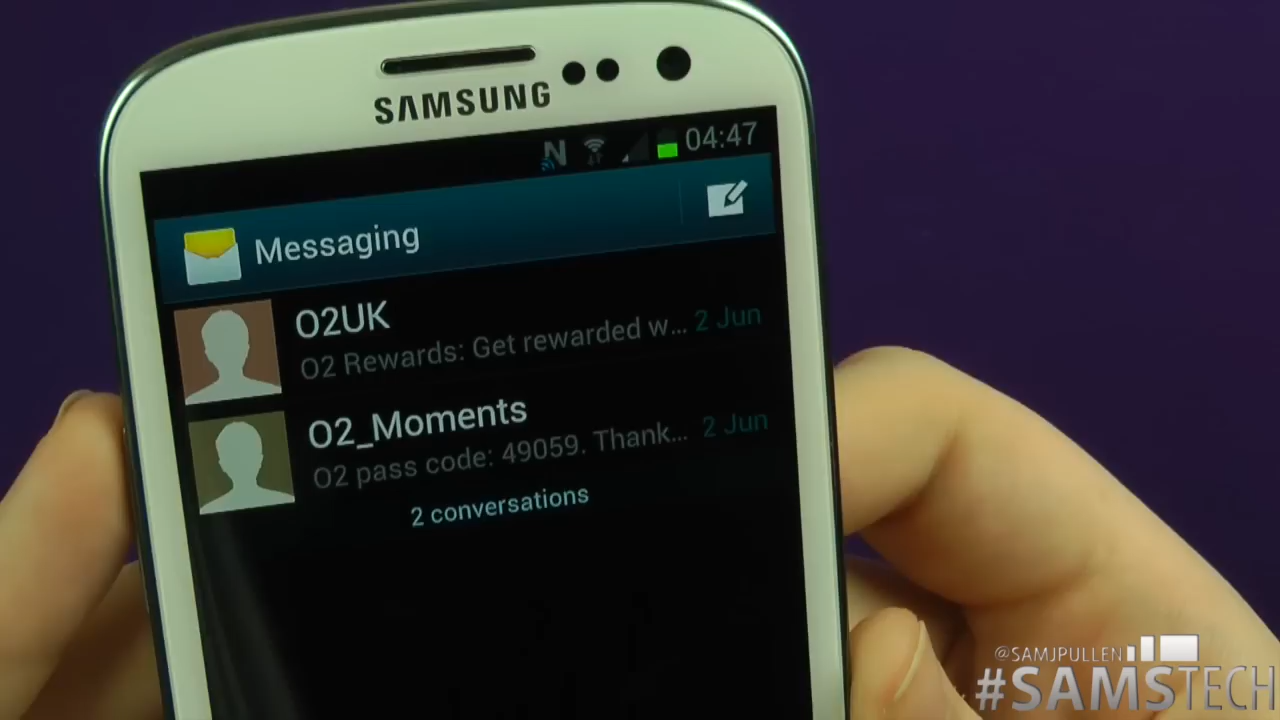 SAMSUNG
04:47
Messaging
O2UK
O2 Rewards: Get rewarded w... 2 Jun
O2_Moments
O2 pass code: 49059. Thank... 2 Jun
2 conversations
@SAMJPULLEN
#SAMSTECH